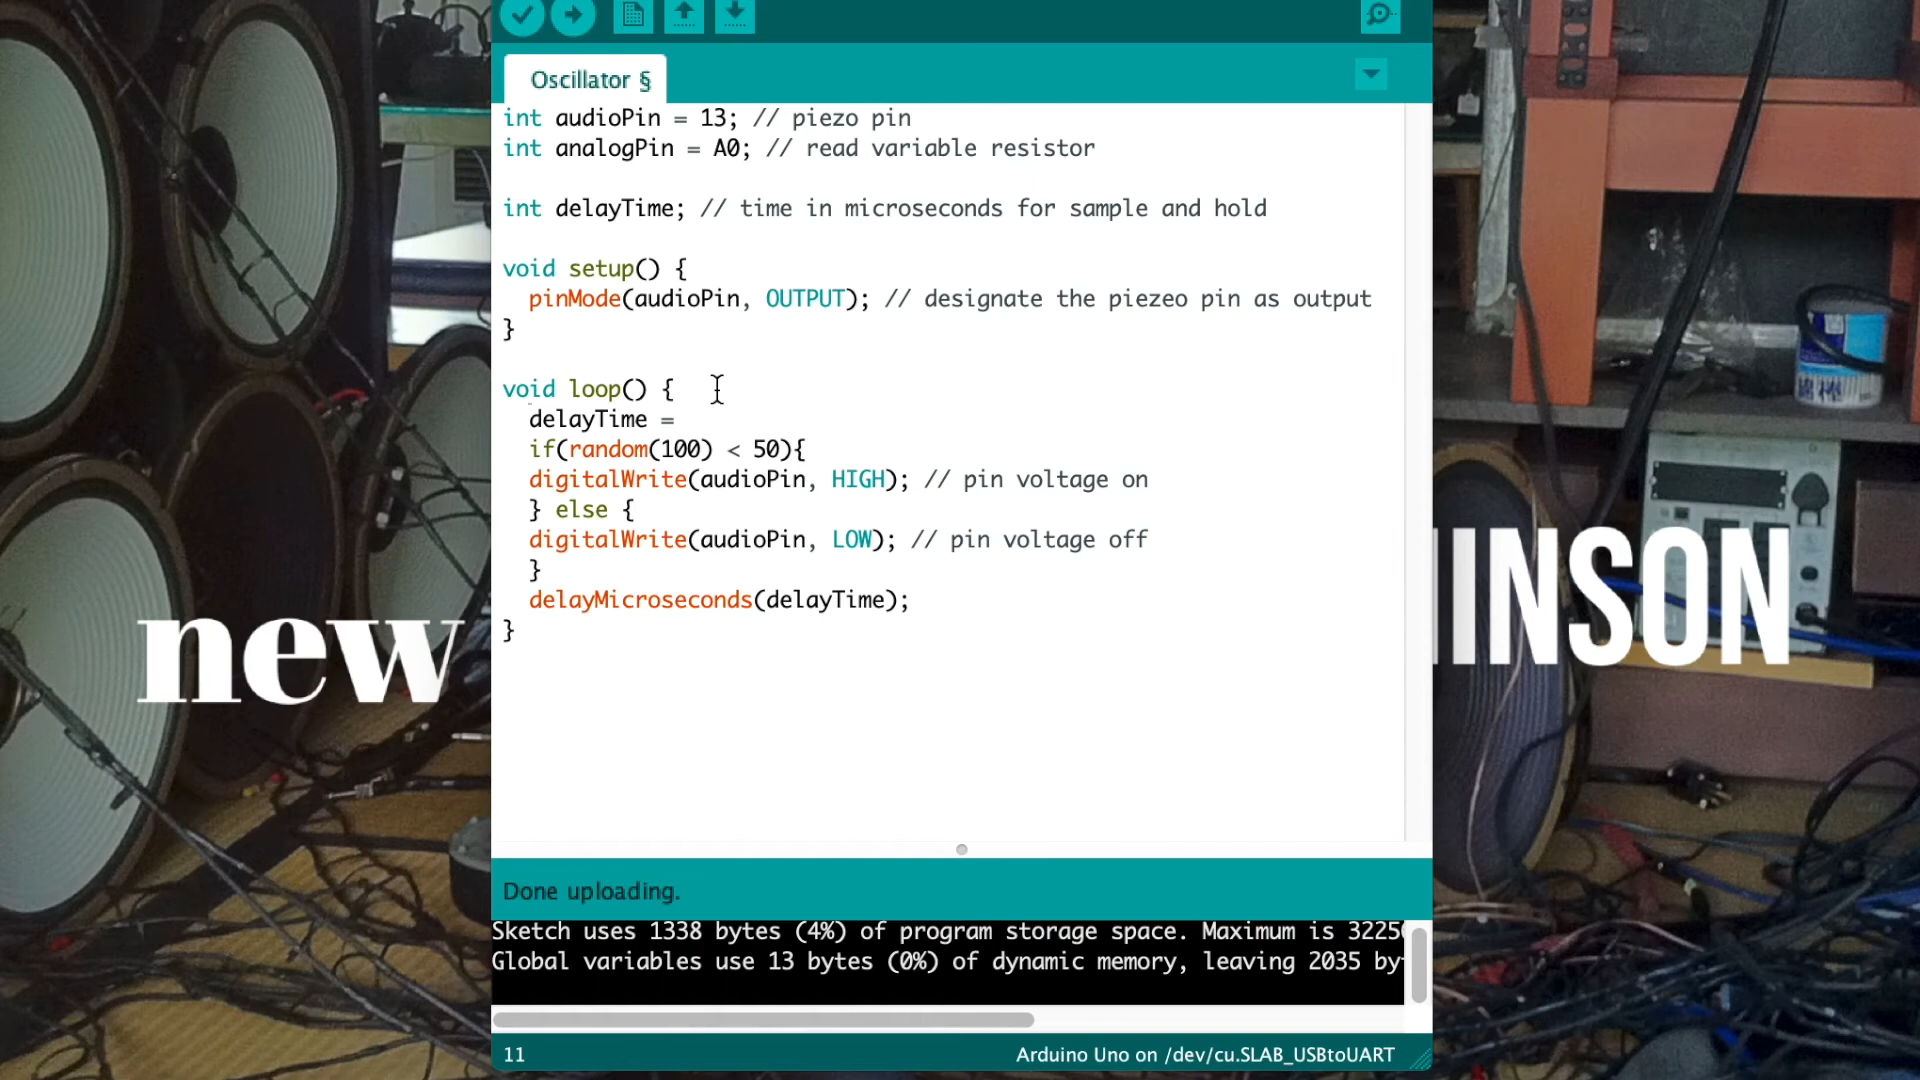 Oscillator §
int audioPin = 13; // piezo pin
int analogPin = A0; // read variable resistor
int delayTime; // time in microseconds for sample and hold
void setup() {
pinMode(audioPin, OUTPUT); // designate the piezeo pin as output
}
void loop() {
delayTime =
if(random(100) < 50){
digitalWrite(audioPin, HIGH); // pin voltage on
} else {
digitalWrite(audioPin, LOW); // pin voltage off
}
delayMicroseconds(delayTime);
}
new
INSON
Done uploading.
Sketch uses 1338 bytes (4%) of program storage space. Maximum is 3225
Global variables use 13 bytes (0%) of dynamic memory, leaving 2035 by
11
Arduino Uno on /dev/cu.SLAB_USBtoUART